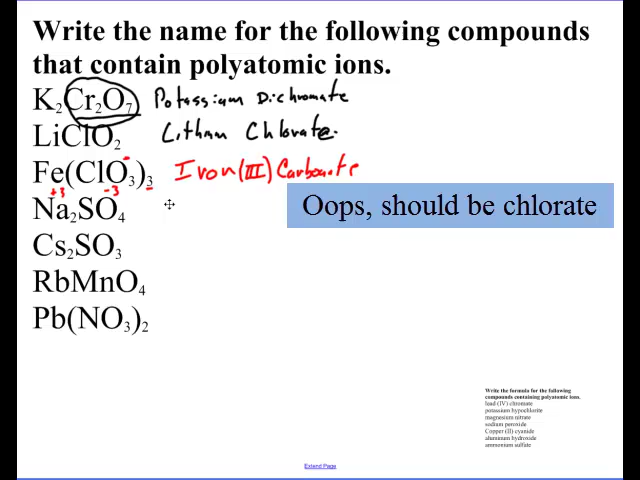 Write the name for the following compounds
that contain polyatomic ions.
K₂Cr₂O₇ Potassium Dichromate
LiClO₂ Lithium Chlorate.
Fe(ClO₃⁻)₃ Iron (III) Carbonate
+3 -3
Na₂SO₄
Oops, should be chlorate
Cs₂SO₃
RbMnO₄
Pb(NO₃)₂
Write the formula for the following
compounds containing polyatomic ions.
lead (IV) chromate
potassium hypochlorite
magnesium nitrate
sodium peroxide
Copper (II) cyanide
aluminum hydroxide
ammonium sulfate
Extend Page